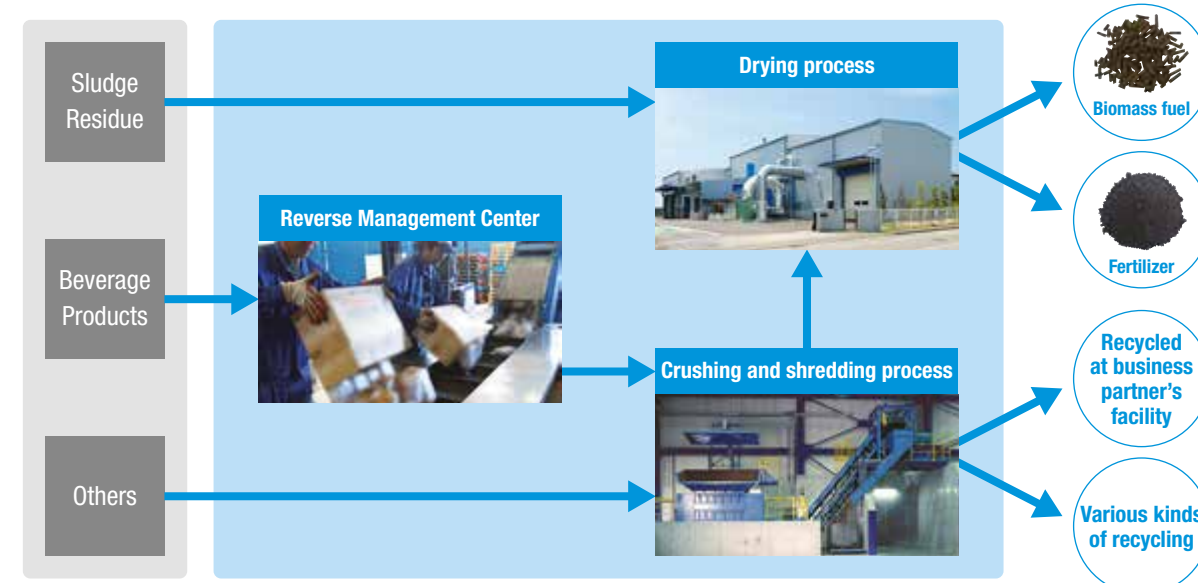 Sludge
Residue
Drying process
Biomass fuel
Reverse Management Center
Fertilizer
Beverage
Products
Crushing and shredding process
Recycled
at business
partner's
facility
Others
Various kinds
of recycling